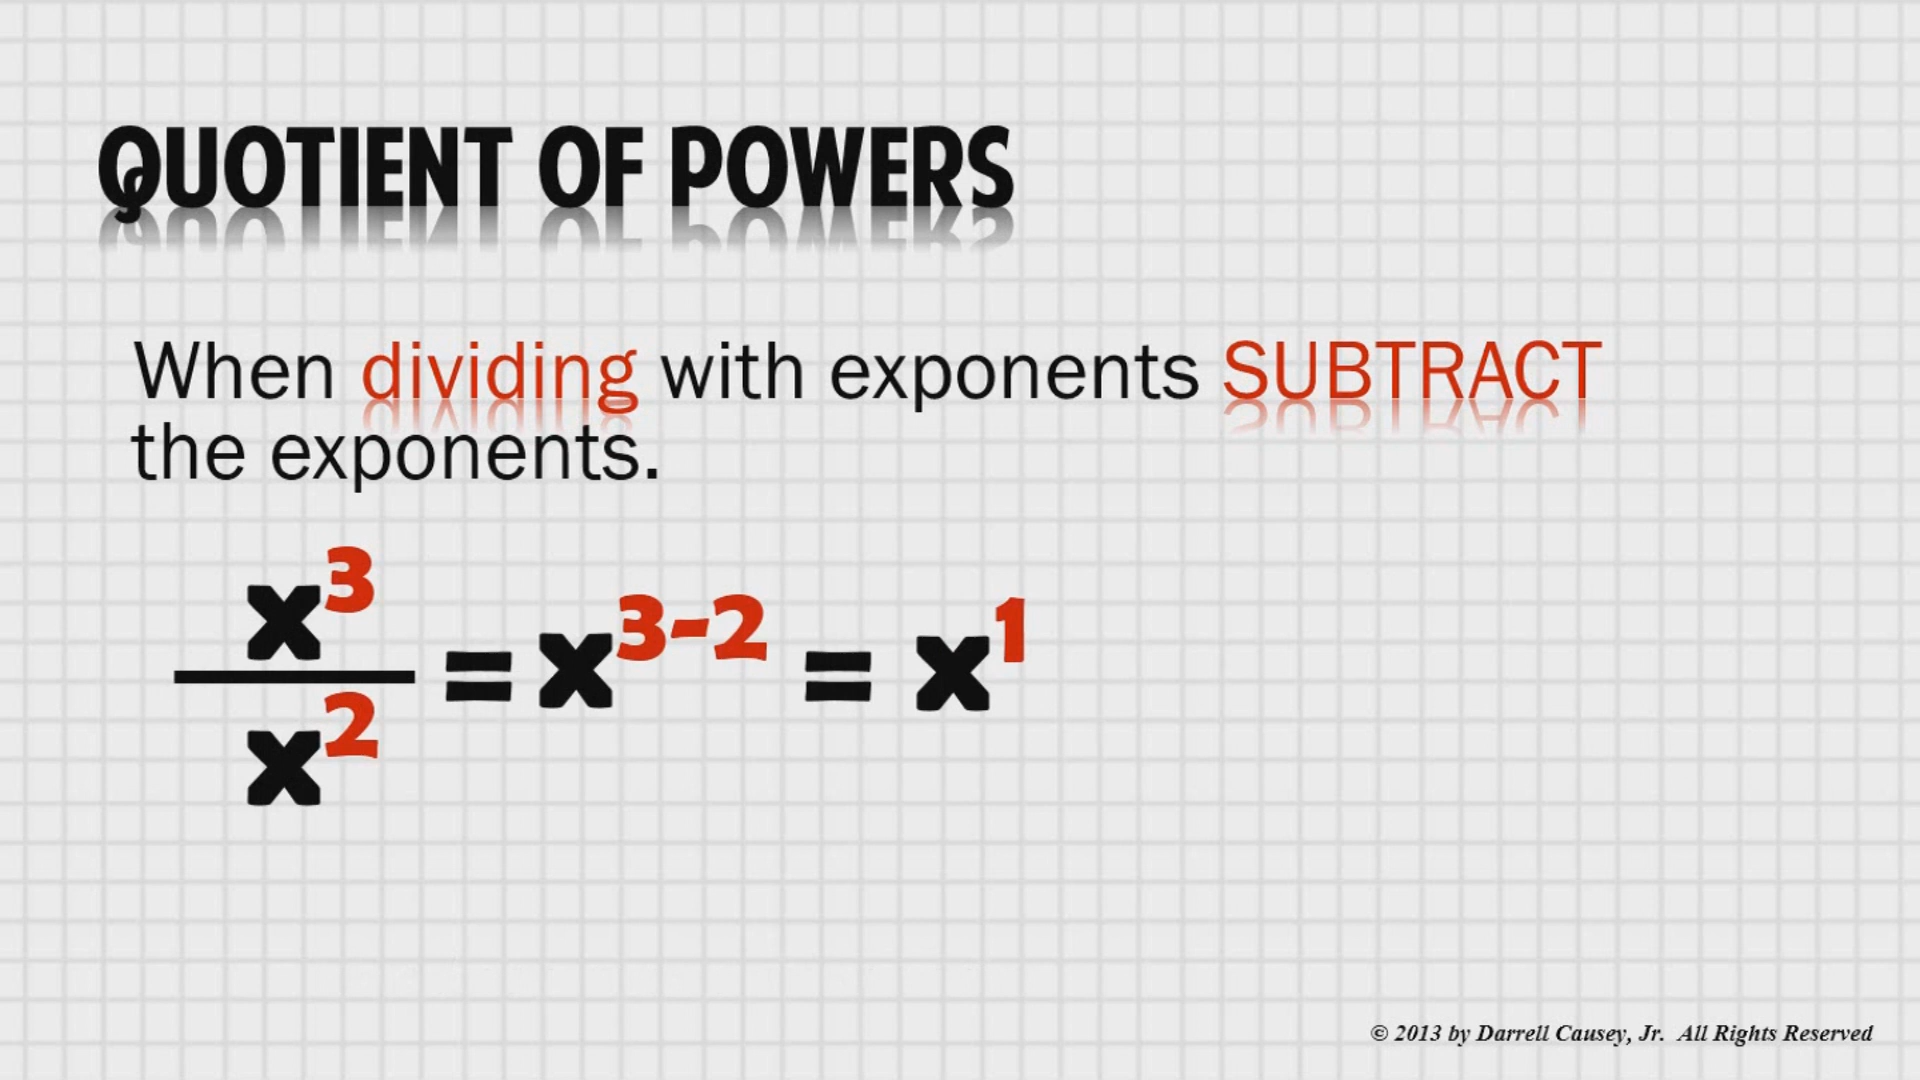 QUOTIENT OF POWERS
When dividing with exponents SUBTRACT
the exponents.
x³/x² = x³⁻² = x¹
© 2013 by Darrell Causey, Jr. All Rights Reserved